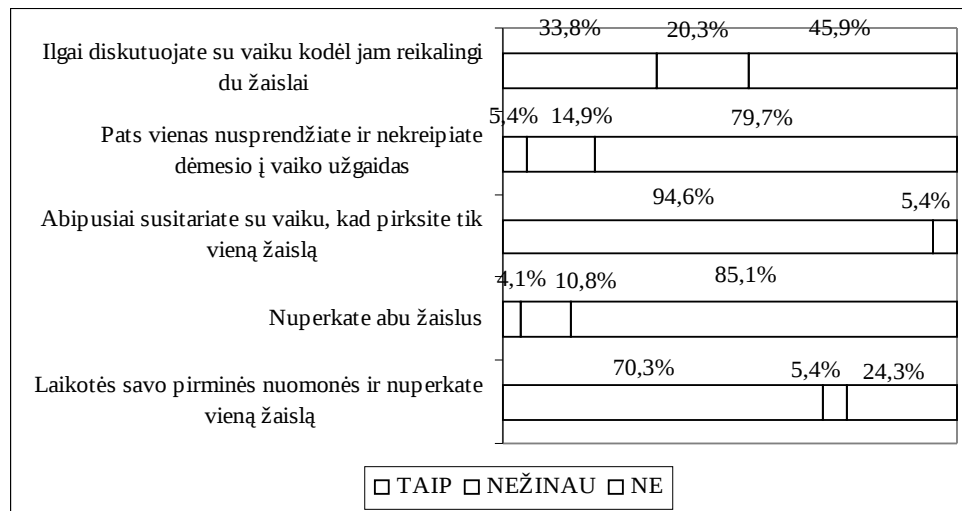 33,8% 20,3% 45,9%
Ilgai diskutuojate su vaiku kodėl jam reikalingi
du žaislai
5,4% 14,9% 79,7%
Pats vienas nusprendžiate ir nekreipiate
dėmesio į vaiko užgaidas
94,6% 5,4%
Abipusiai susitariate su vaiku, kad pirksite tik
vieną žaislą
4,1% 10,8% 85,1%
Nuperkate abu žaislus
70,3% 5,4% 24,3%
Laikotės savo pirminės nuomonės ir nuperkate
vieną žaislą
TAIP NEŽINAU NE